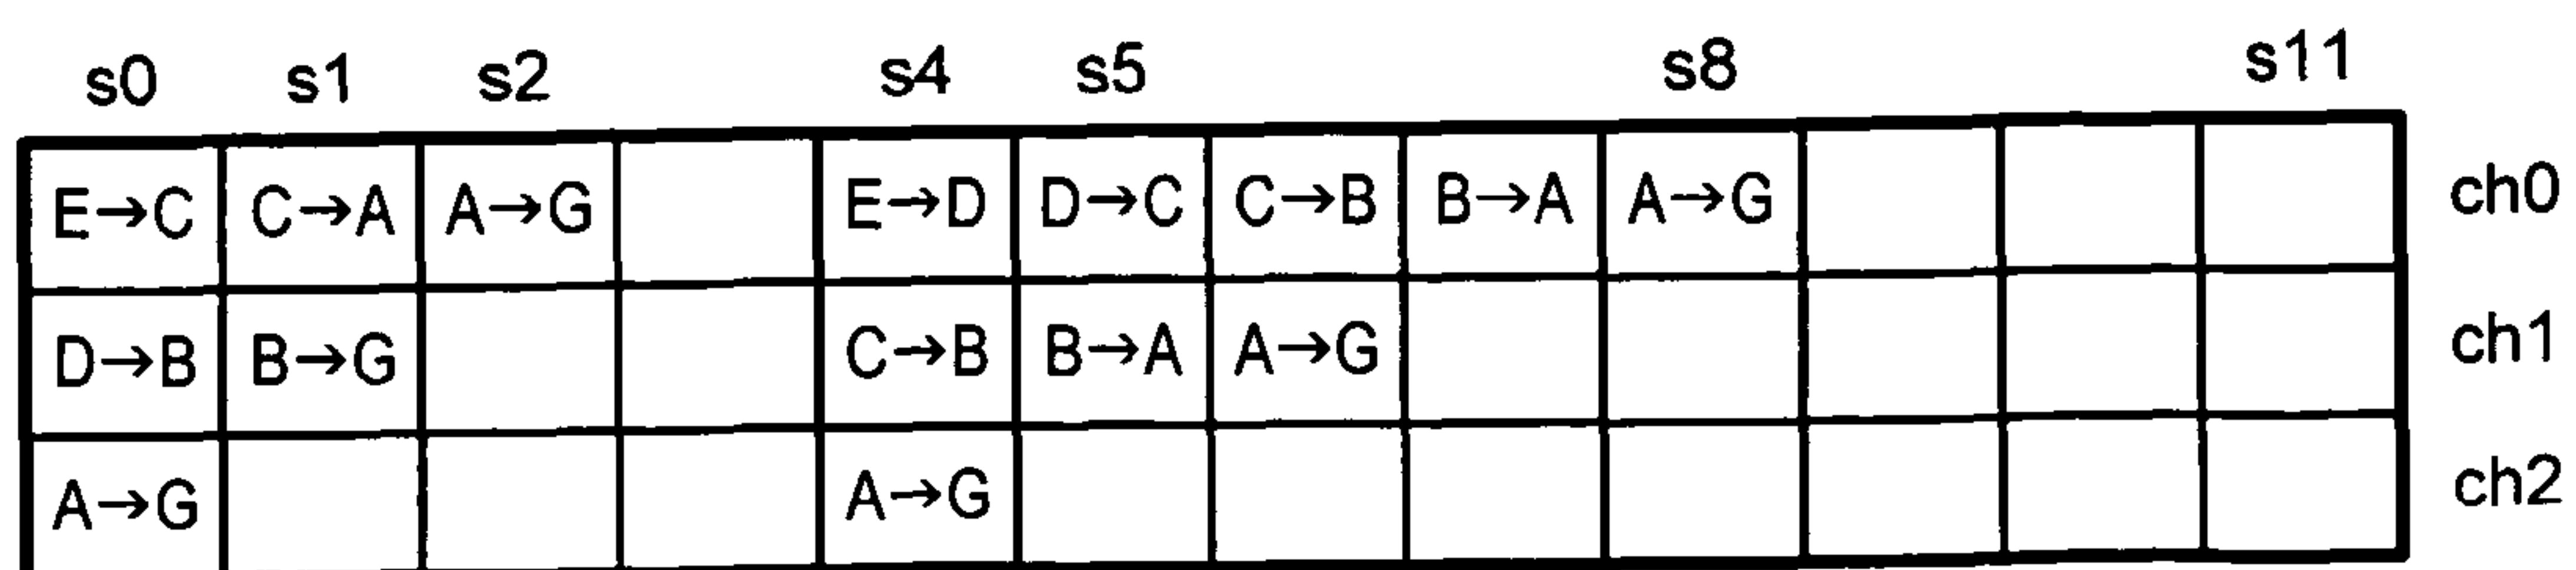 s0 s1 s2 s4 s5 s8 s11
E→C C→A A→G E→D D→C C→B B→A A→G ch0
D→B B→G C→B B→A A→G ch1
A→G A→G ch2